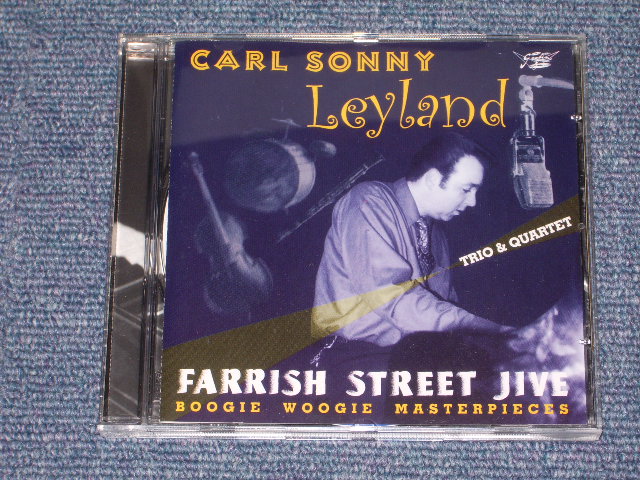 CARL SONNY
Leyland
TRIO & QUARTET
FARRISH STREET JIVE
BOOGIE WOOGIE MASTERPIECES